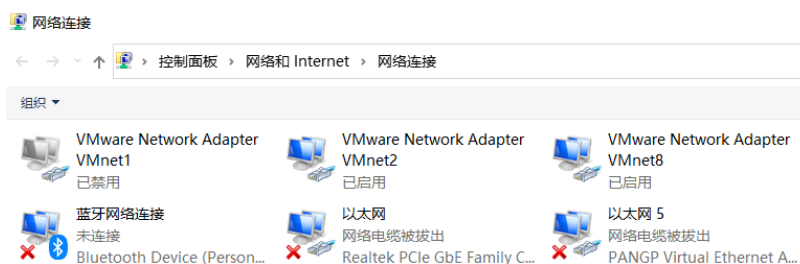 网络连接
控制面板 › 网络和 Internet › 网络连接
组织
VMware Network Adapter VMnet1
已禁用
VMware Network Adapter VMnet2
已启用
VMware Network Adapter VMnet8
已启用
蓝牙网络连接
未连接
Bluetooth Device (Person...
以太网
网络电缆被拔出
Realtek PCIe GbE Family C...
以太网 5
网络电缆被拔出
PANGP Virtual Ethernet A...